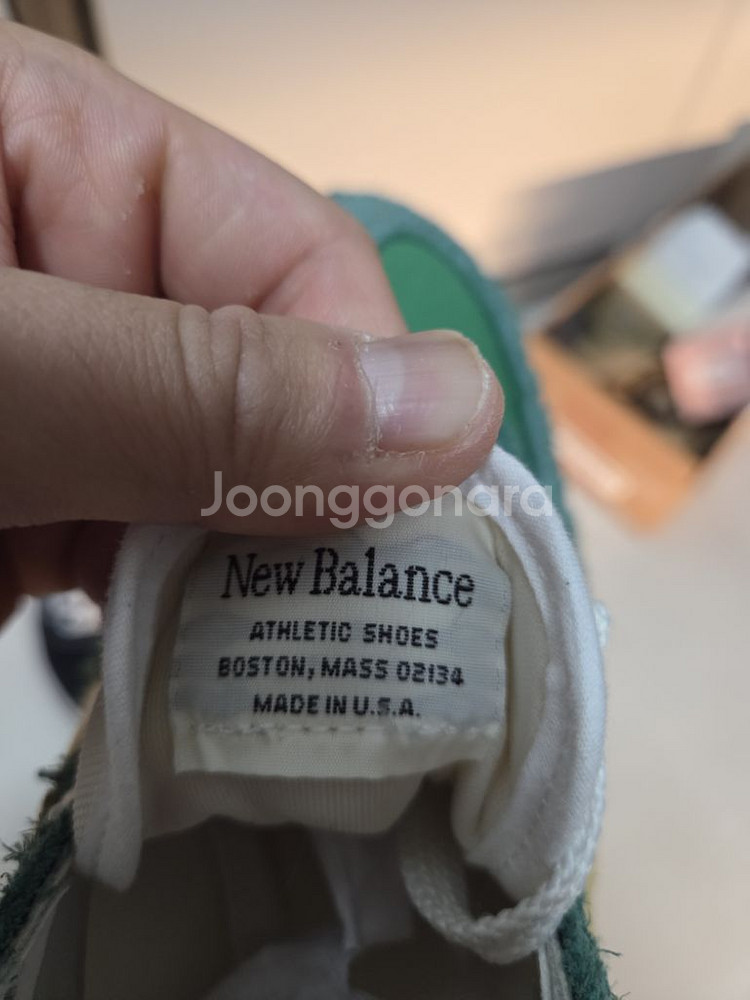 Joonggonara
New Balance
ATHLETIC SHOES
BOSTON, MASS 02134
MADE IN U.S.A.